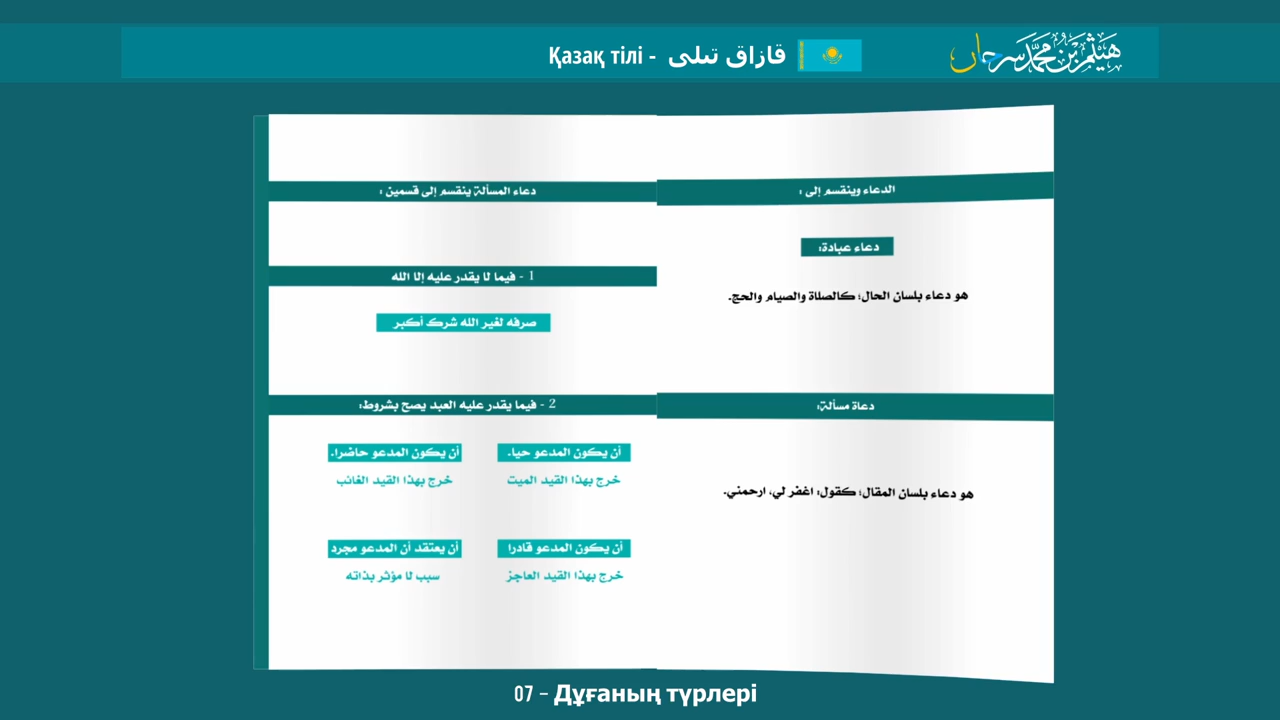 Қазақ тілі - قازاق تىلى
هيثم بن محمد سرحان
الدعاء وينقسم إلى :
دعاء عبادة:
هو دعاء بلسان الحال؛ كالصلاة والصيام والحج.
دعاة مسألة:
هو دعاء بلسان المقال؛ كقول: اغفر لي، ارحمني.
دعاء المسألة ينقسم إلى قسمين :
1 - فيما لا يقدر عليه إلا الله
صرفه لغير الله شرك أكبر
2 - فيما يقدر عليه العبد يصح بشروط:
أن يكون المدعو حيا.
خرج بهذا القيد الميت
أن يكون المدعو حاضرا.
خرج بهذا القيد الغائب
أن يكون المدعو قادرا
خرج بهذا القيد العاجز
أن يعتقد أن المدعو مجرد
سبب لا مؤثر بذاته
07 - Дұғаның түрлері